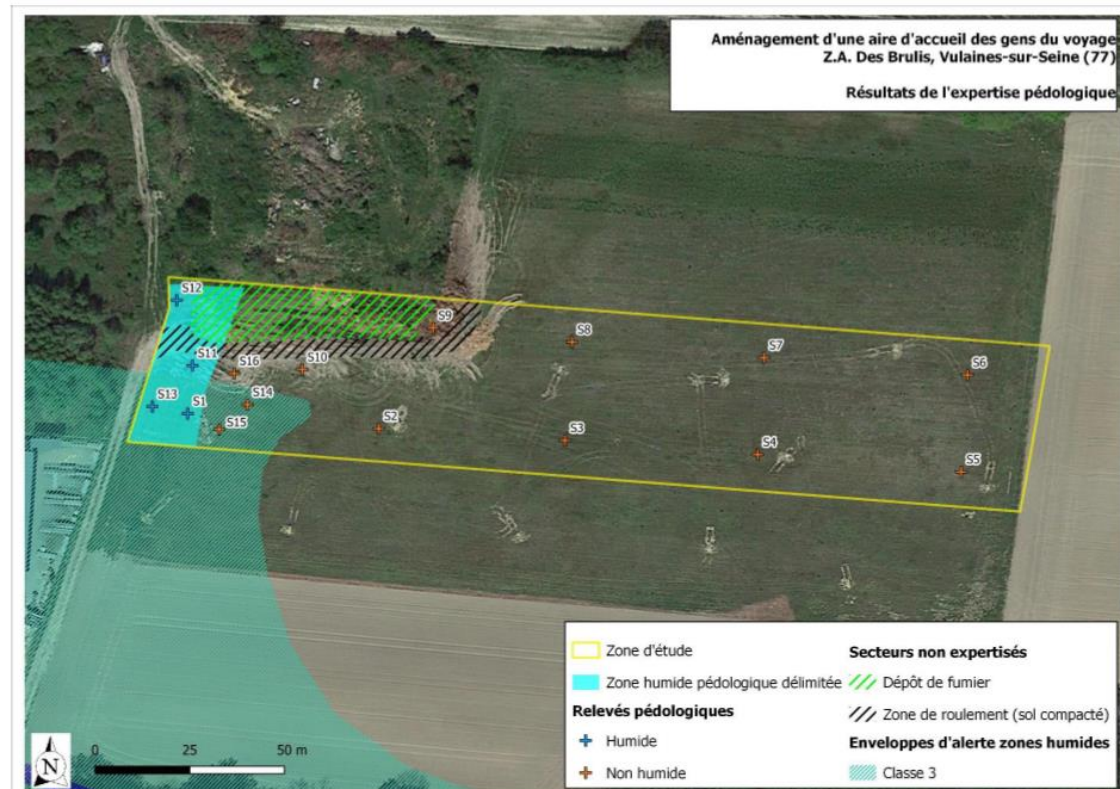 Aménagement d'une aire d'accueil des gens du voyage
Z.A. Des Brulis, Vulaines-sur-Seine (77)
Résultats de l'expertise pédologique
S12
S9
S8
S7
S6
S11
S16
S10
S13
S1
S14
S15
S2
S3
S4
S5
Zone d'étude
Zone humide pédologique délimitée
Relevés pédologiques
Humide
Non humide
Secteurs non expertisés
Dépôt de fumier
Zone de roulement (sol compacté)
Enveloppes d'alerte zones humides
Classe 3
N
0 25 50 m